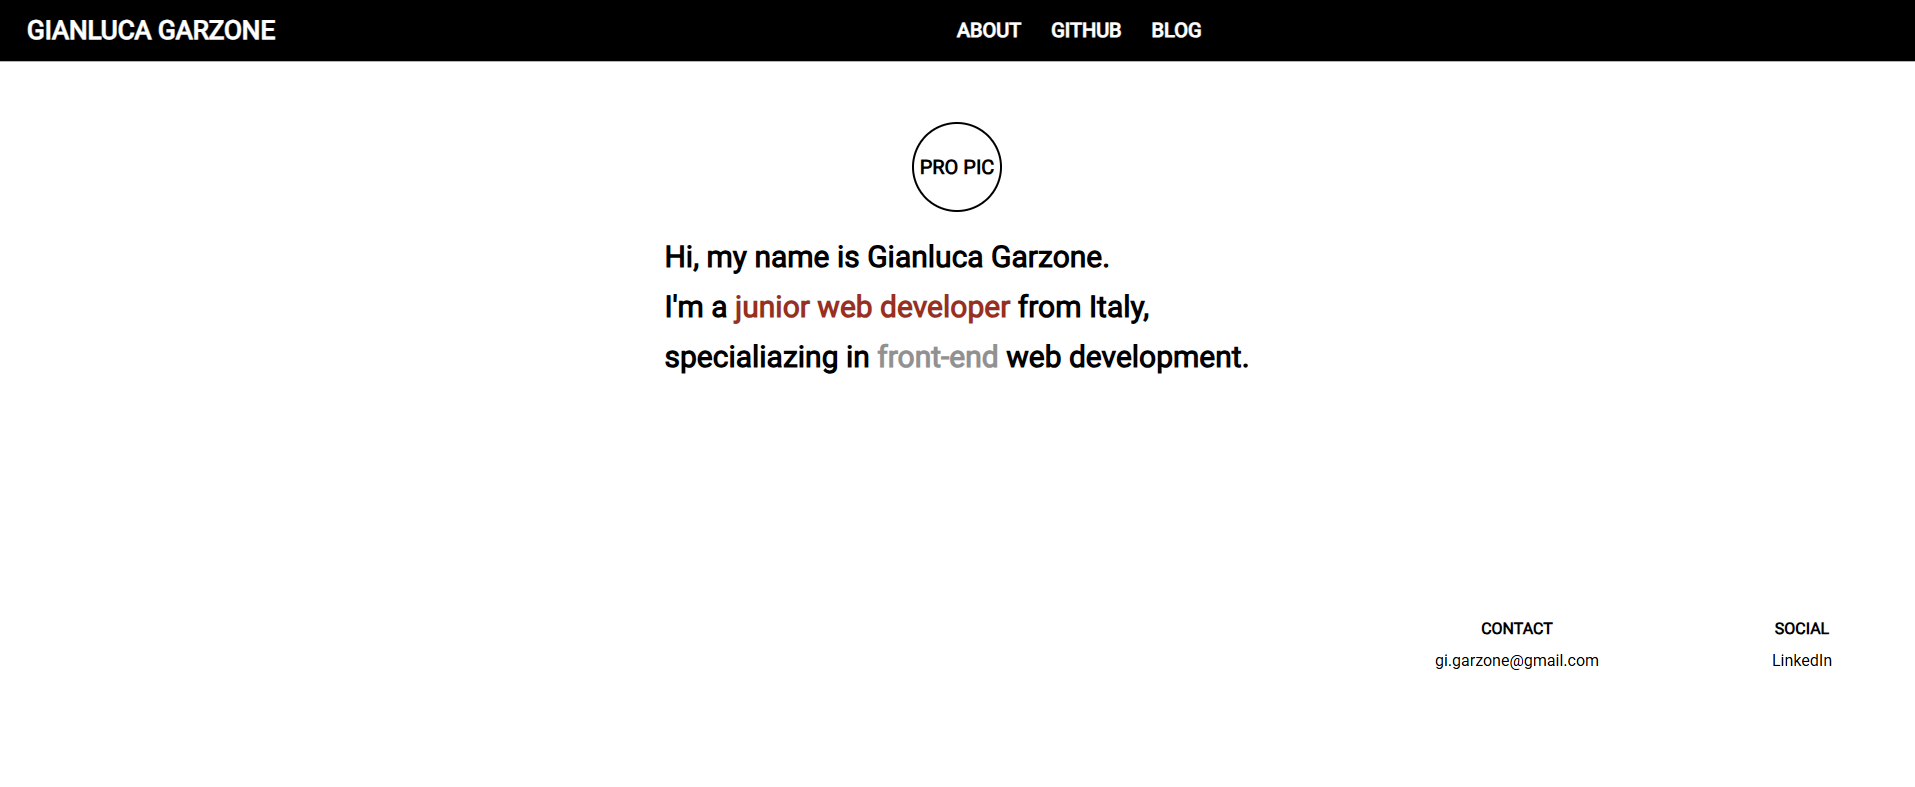 GIANLUCA GARZONE
ABOUT GITHUB BLOG
PRO PIC
Hi, my name is Gianluca Garzone.
I'm a junior web developer from Italy,
specialiazing in front-end web development.
CONTACT SOCIAL
gi.garzone@gmail.com LinkedIn